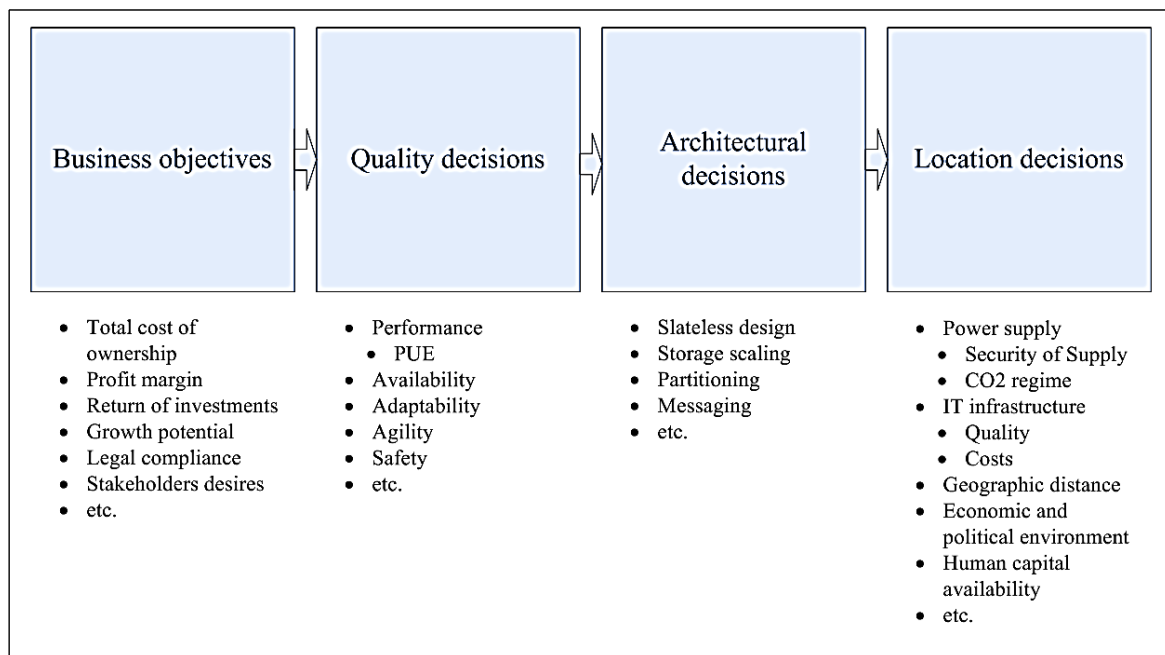 Business objectives
Quality decisions
Architectural
decisions
Location decisions
• Total cost of
ownership
• Profit margin
• Return of investments
• Growth potential
• Legal compliance
• Stakeholders desires
• etc.
• Performance
• PUE
• Availability
• Adaptability
• Agility
• Safety
• etc.
• Slateless design
• Storage scaling
• Partitioning
• Messaging
• etc.
• Power supply
• Security of Supply
• CO2 regime
• IT infrastructure
• Quality
• Costs
• Geographic distance
• Economic and
political environment
• Human capital
availability
• etc.